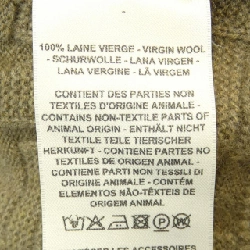 100% LAINE VIERGE - VIRGIN WOOL
- SCHURWOLLE - LANA VIRGEN -
LANA VERGINE - LÃ VIRGEM
CONTIENT DES PARTIES NON
TEXTILES D'ORIGINE ANIMALE -
CONTAINS NON-TEXTILE PARTS OF
ANIMAL ORIGIN - ENTHÄLT NICHT
TEXTILE TEILE TIERISCHER
HERKUNFT - CONTIENE PARTES NO
TEXTILES DE ORIGEN ANIMAL -
CONTIENE PARTI NON TESSILI DI
ORIGINE ANIMALE - CONTÉM
ELEMENTOS NÃO-TÊXTEIS DE
ORIGEM ANIMAL
LES ACCESSOIRES